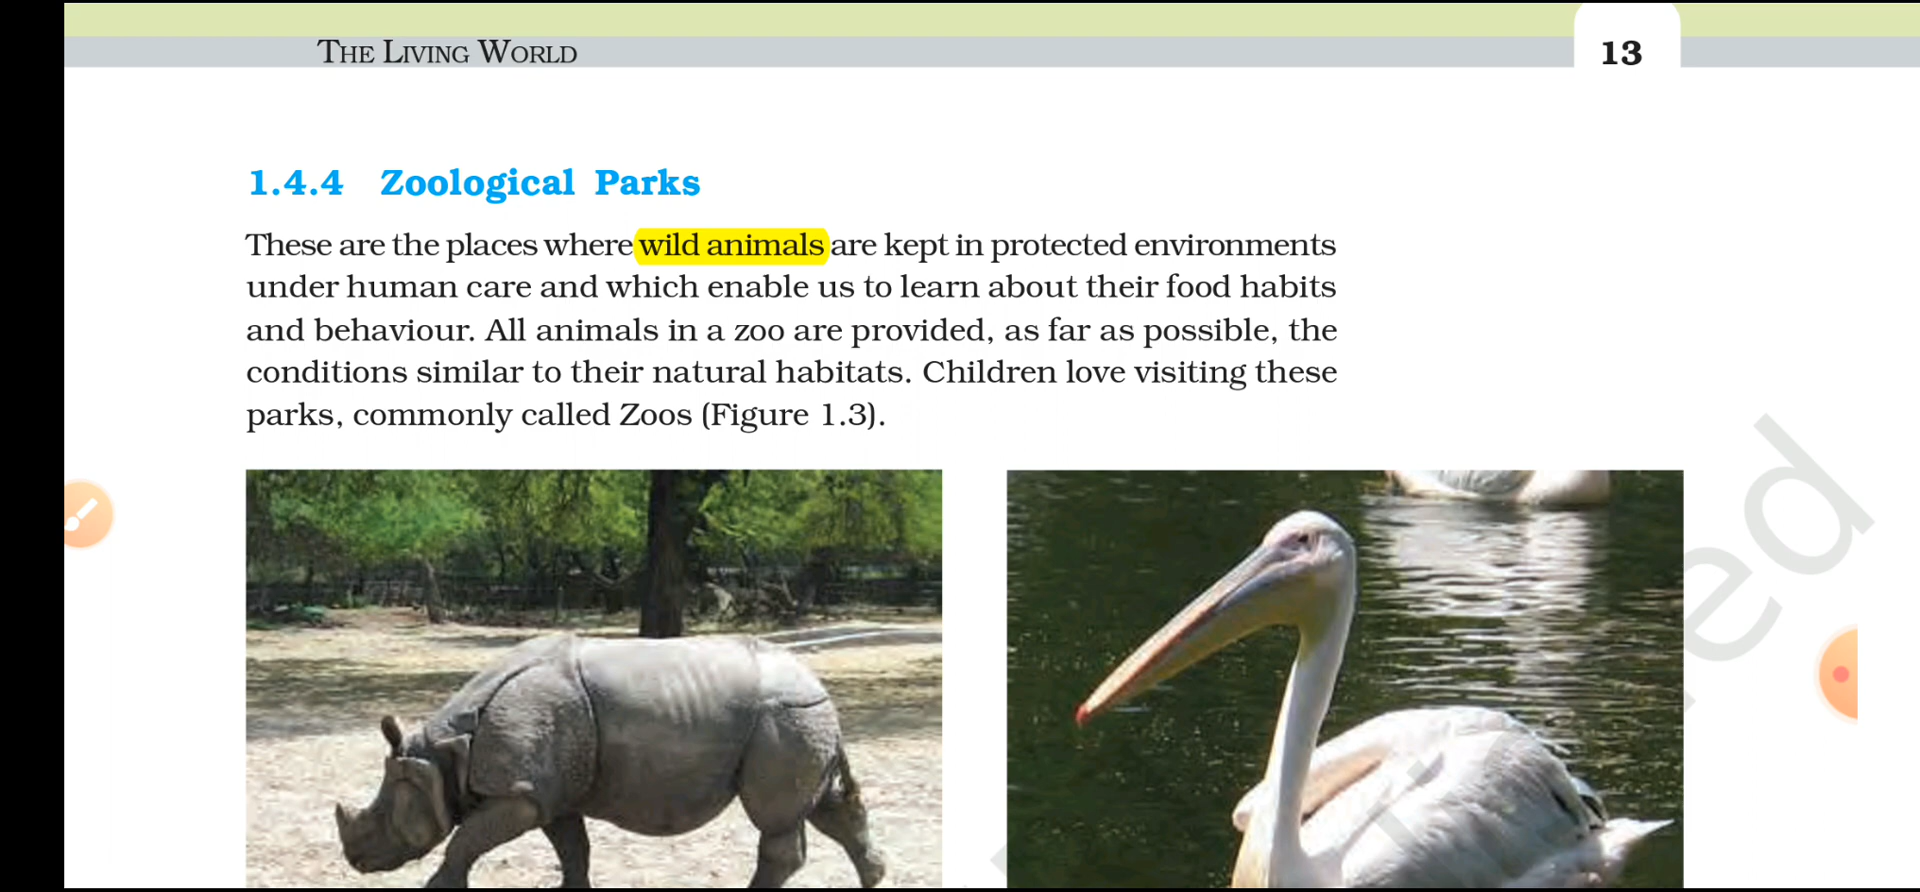 THE LIVING WORLD
13
1.4.4 Zoological Parks
These are the places where wild animals are kept in protected environments
under human care and which enable us to learn about their food habits
and behaviour. All animals in a zoo are provided, as far as possible, the
conditions similar to their natural habitats. Children love visiting these
parks, commonly called Zoos (Figure 1.3).